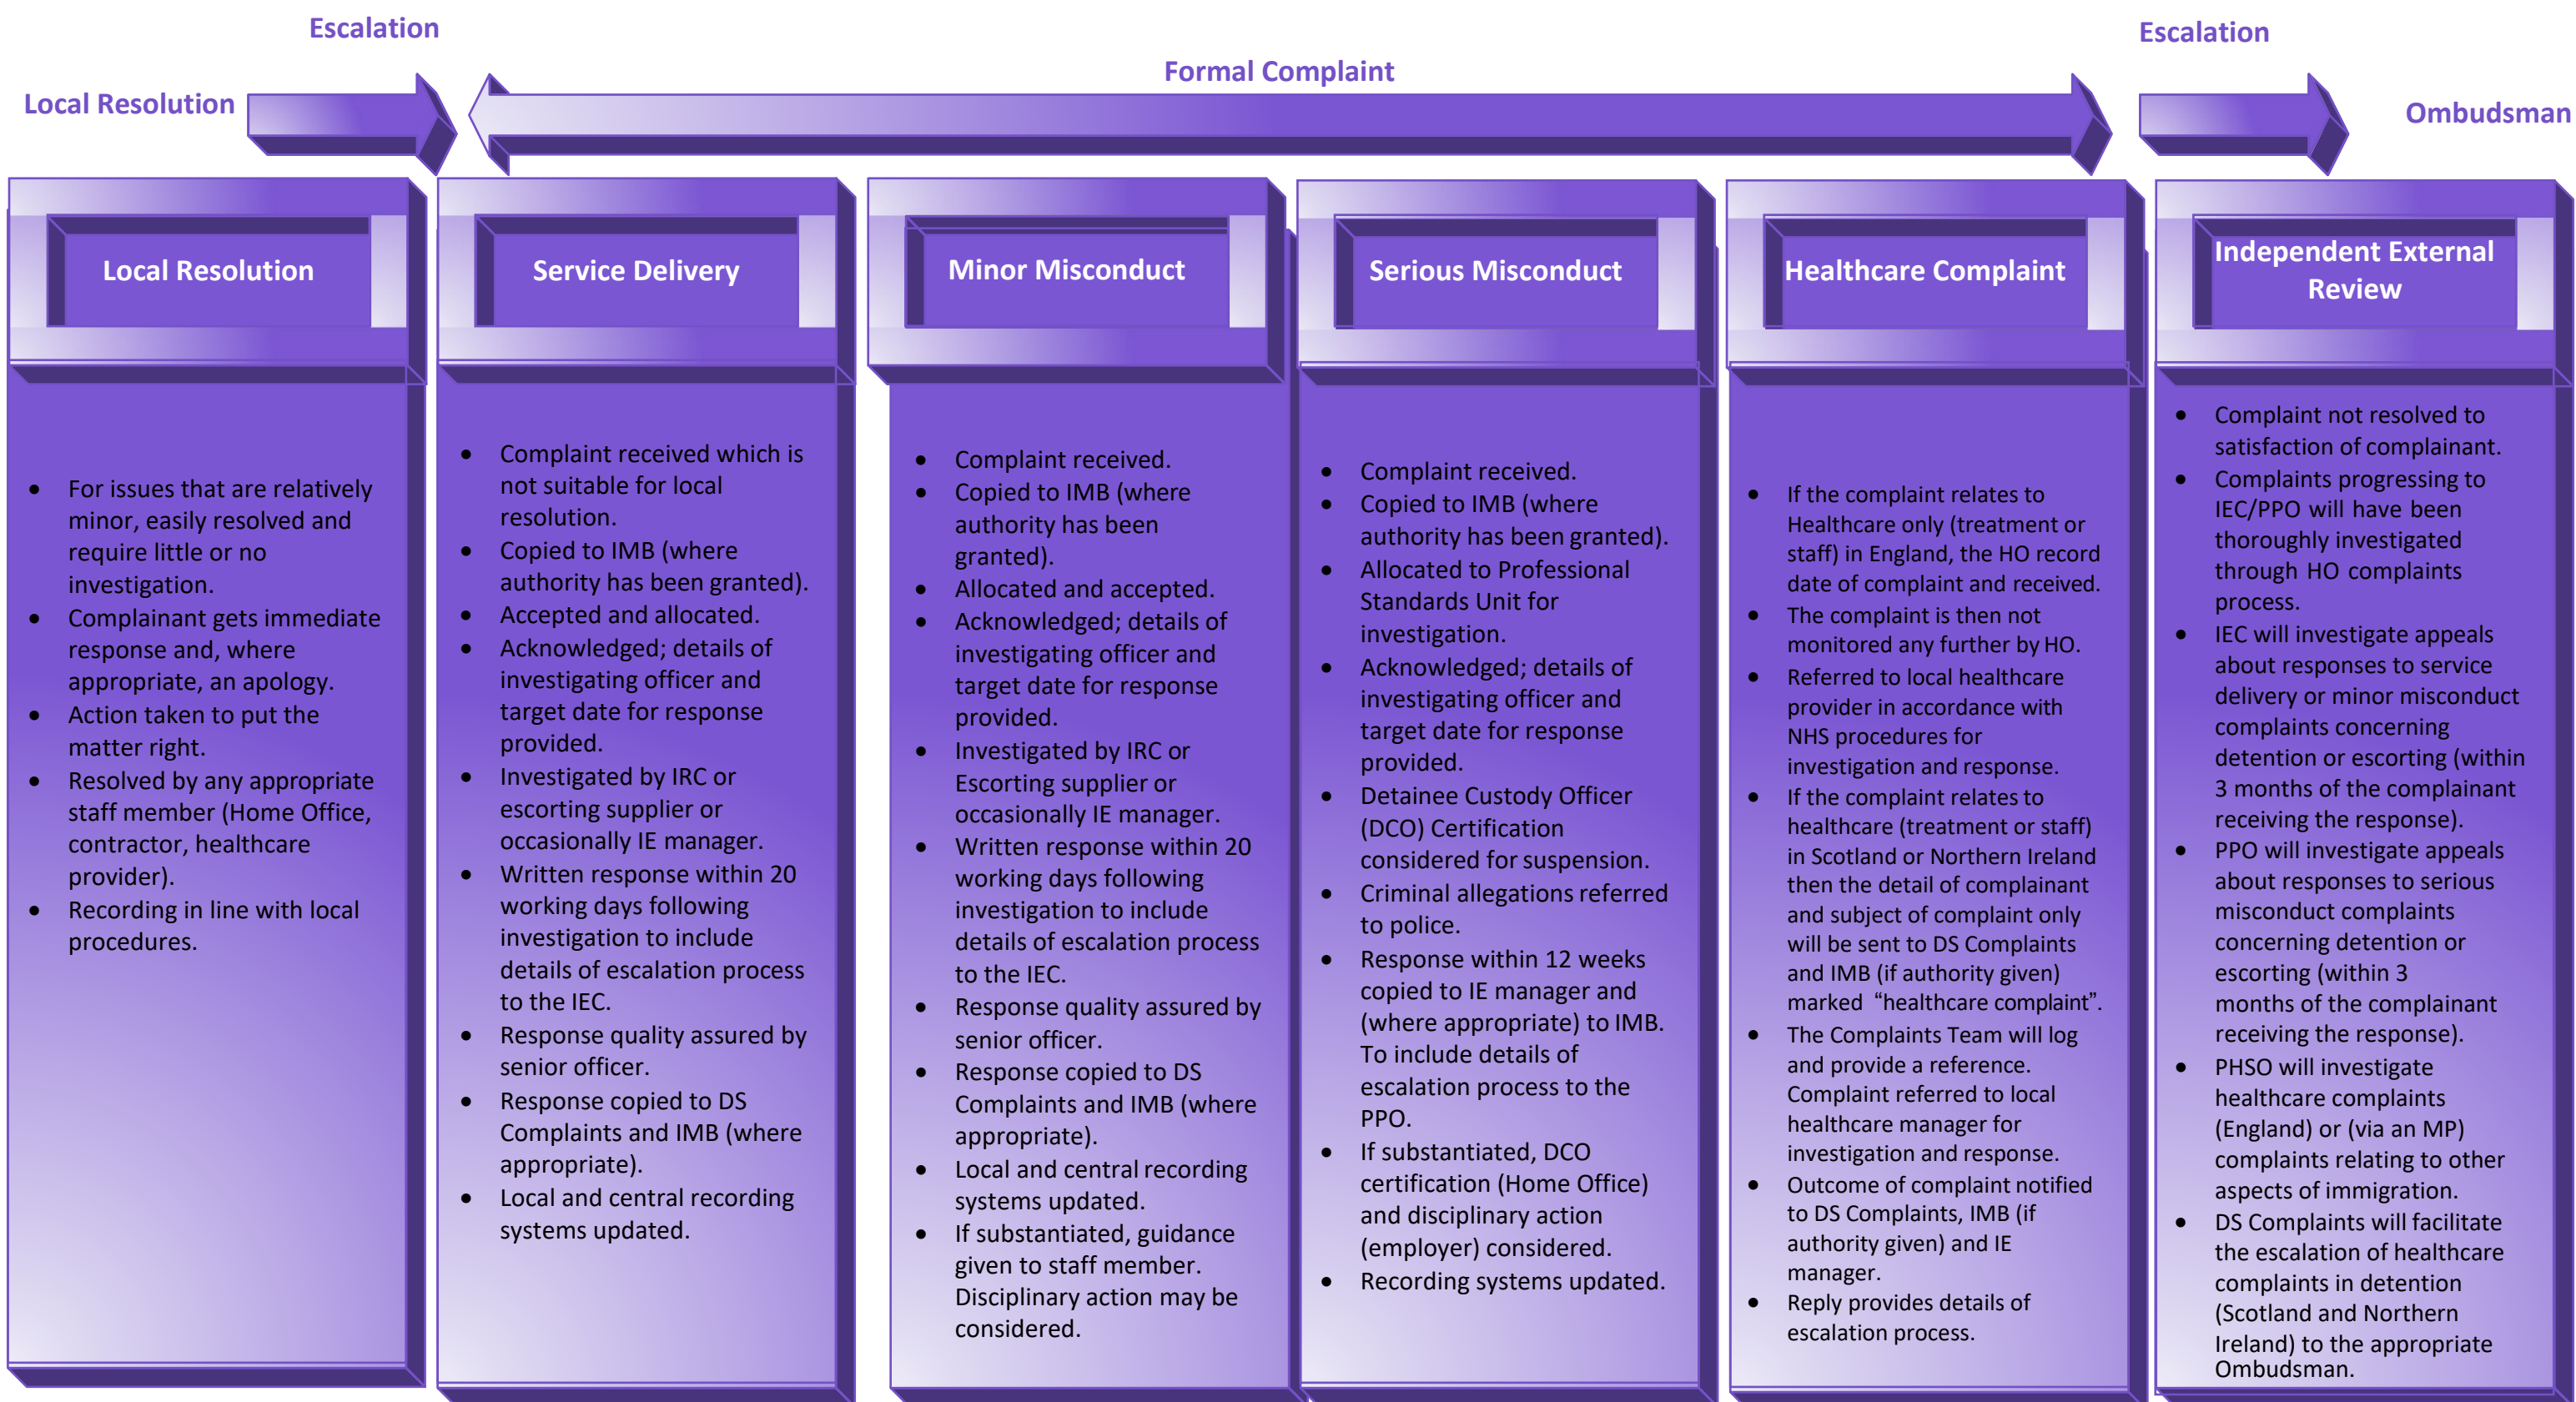 Escalation
Escalation
Formal Complaint
Local Resolution
Ombudsman
Local Resolution
• For issues that are relatively
minor, easily resolved and
require little or no
investigation.
• Complainant gets immediate
response and, where
appropriate, an apology.
• Action taken to put the
matter right.
• Resolved by any appropriate
staff member (Home Office,
contractor, healthcare
provider).
• Recording in line with local
procedures.
Service Delivery
• Complaint received which is
not suitable for local
resolution.
• Copied to IMB (where
authority has been granted).
• Accepted and allocated.
• Acknowledged; details of
investigating officer and
target date for response
provided.
• Investigated by IRC or
escorting supplier or
occasionally IE manager.
• Written response within 20
working days following
investigation to include
details of escalation process
to the IEC.
• Response quality assured by
senior officer.
• Response copied to DS
Complaints and IMB (where
appropriate).
• Local and central recording
systems updated.
Minor Misconduct
• Complaint received.
• Copied to IMB (where
authority has been
granted).
• Allocated and accepted.
• Acknowledged; details of
investigating officer and
target date for response
provided.
• Investigated by IRC or
Escorting supplier or
occasionally IE manager.
• Written response within 20
working days following
investigation to include
details of escalation process
to the IEC.
• Response quality assured by
senior officer.
• Response copied to DS
Complaints and IMB (where
appropriate).
• Local and central recording
systems updated.
• If substantiated, guidance
given to staff member.
Disciplinary action may be
considered.
Serious Misconduct
• Complaint received.
• Copied to IMB (where
authority has been granted).
• Allocated to Professional
Standards Unit for
investigation.
• Acknowledged; details of
investigating officer and
target date for response
provided.
• Detainee Custody Officer
(DCO) Certification
considered for suspension.
• Criminal allegations referred
to police.
• Response within 12 weeks
copied to IE manager and
(where appropriate) to IMB.
To include details of
escalation process to the
PPO.
• If substantiated, DCO
certification (Home Office)
and disciplinary action
(employer) considered.
• Recording systems updated.
Healthcare Complaint
• If the complaint relates to
Healthcare only (treatment or
staff) in England, the HO record
date of complaint and received.
• The complaint is then not
monitored any further by HO.
• Referred to local healthcare
provider in accordance with
NHS procedures for
investigation and response.
• If the complaint relates to
healthcare (treatment or staff)
in Scotland or Northern Ireland
then the detail of complainant
and subject of complaint only
will be sent to DS Complaints
and IMB (if authority given)
marked “healthcare complaint”.
• The Complaints Team will log
and provide a reference.
Complaint referred to local
healthcare manager for
investigation and response.
• Outcome of complaint notified
to DS Complaints, IMB (if
authority given) and IE
manager.
• Reply provides details of
escalation process.
Independent External
Review
• Complaint not resolved to
satisfaction of complainant.
• Complaints progressing to
IEC/PPO will have been
thoroughly investigated
through HO complaints
process.
• IEC will investigate appeals
about responses to service
delivery or minor misconduct
complaints concerning
detention or escorting (within
3 months of the complainant
receiving the response).
• PPO will investigate appeals
about responses to serious
misconduct complaints
concerning detention or
escorting (within 3
months of the complainant
receiving the response).
• PHSO will investigate
healthcare complaints
(England) or (via an MP)
complaints relating to other
aspects of immigration.
• DS Complaints will facilitate
the escalation of healthcare
complaints in detention
(Scotland and Northern
Ireland) to the appropriate
Ombudsman.